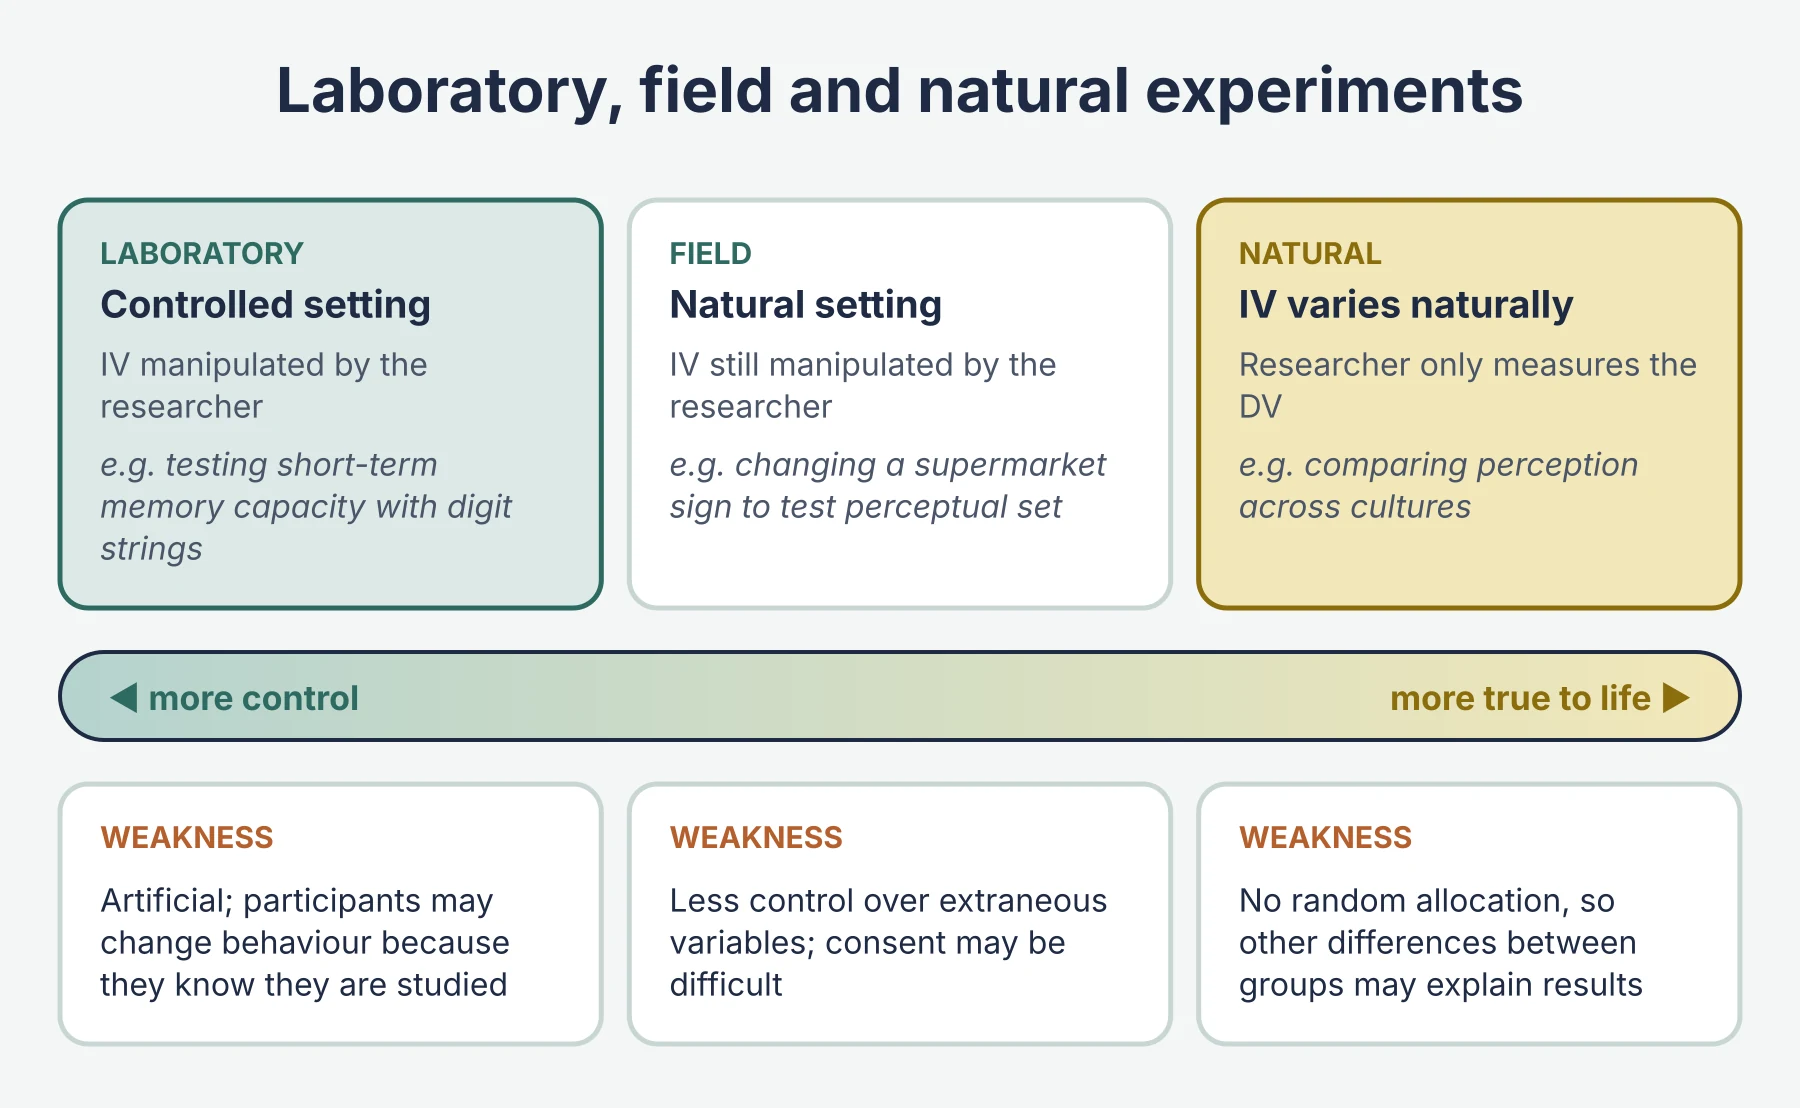 Laboratory, field and natural experiments
LABORATORY
Controlled setting
IV manipulated by the
researcher
e.g. testing short-term
memory capacity with digit
strings
FIELD
Natural setting
IV still manipulated by the
researcher
e.g. changing a supermarket
sign to test perceptual set
NATURAL
IV varies naturally
Researcher only measures the
DV
e.g. comparing perception
across cultures
◀ more control
more true to life ▶
WEAKNESS
Artificial; participants may
change behaviour because
they know they are studied
WEAKNESS
Less control over extraneous
variables; consent may be
difficult
WEAKNESS
No random allocation, so
other differences between
groups may explain results